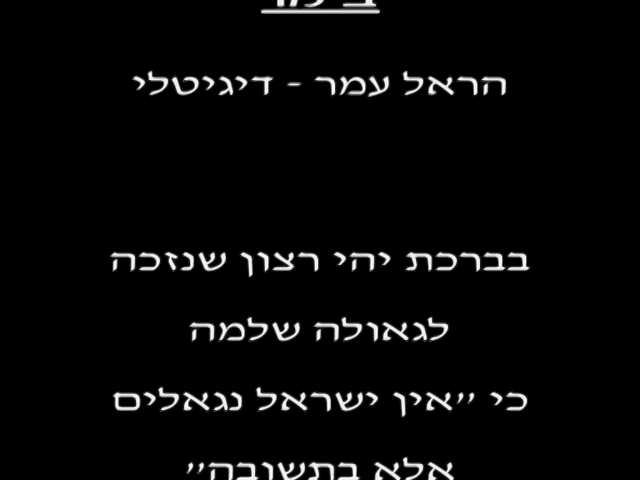 הראל עמר - דיגיטלי
בברכת יהי רצון שנזכה
לגאולה שלמה
כי ״אין ישראל נגאלים
אלא בתשובה״